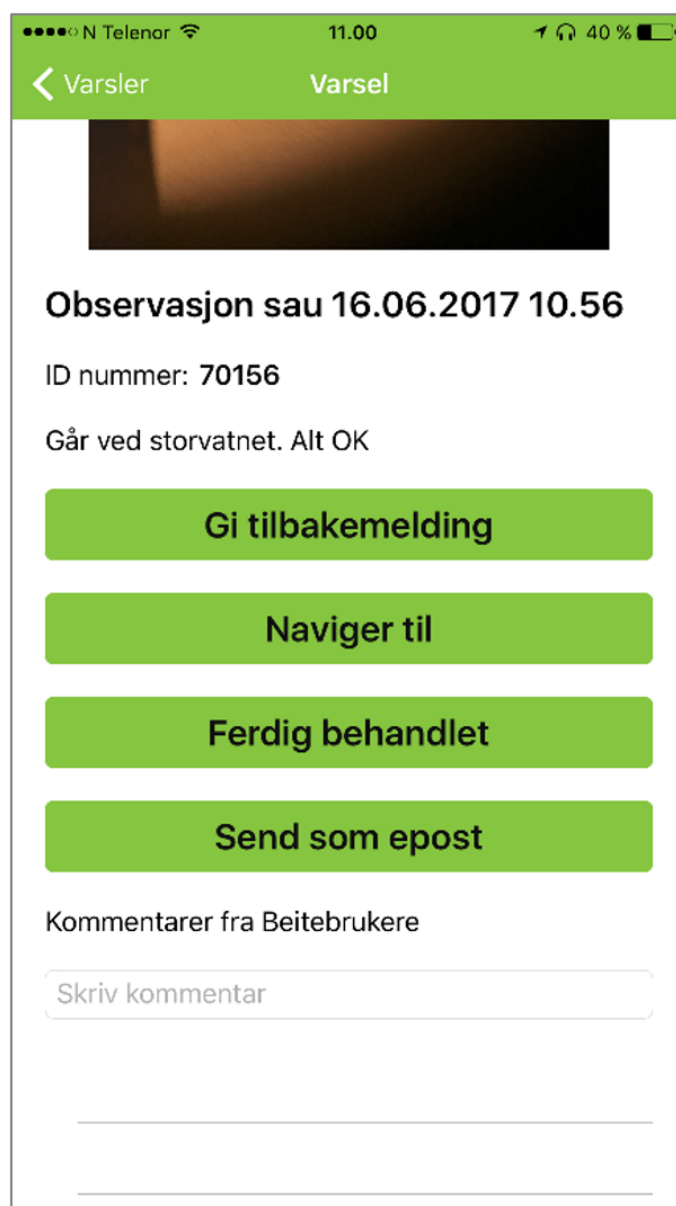 N Telenor 11.00 40 %
Varsler Varsel
Observasjon sau 16.06.2017 10.56
ID nummer: 70156
Går ved storvatnet. Alt OK
Gi tilbakemelding
Naviger til
Ferdig behandlet
Send som epost
Kommentarer fra Beitebrukere
Skriv kommentar